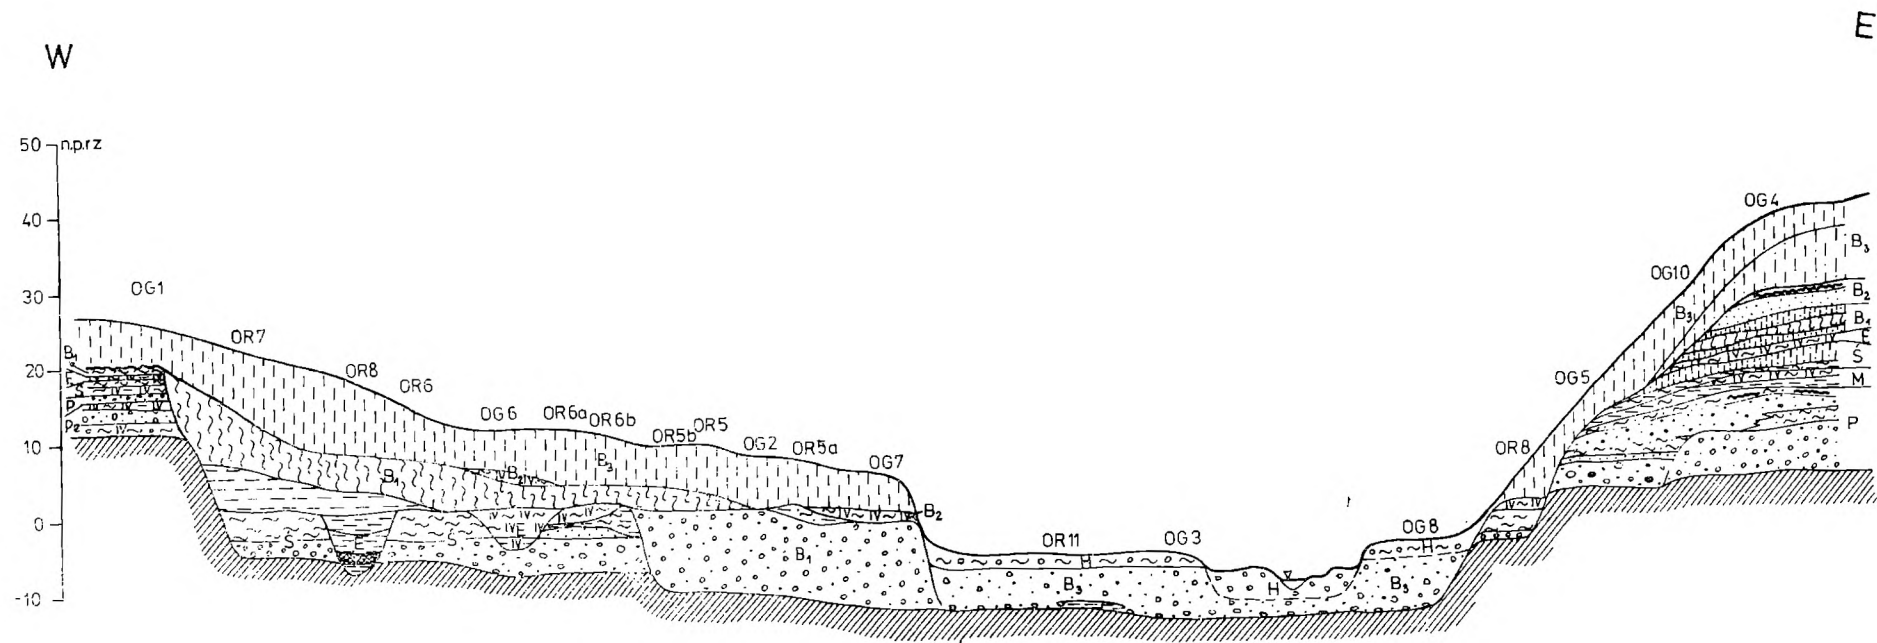 W
E
50 n.p.rz
40
30
20
10
0
-10
OG1
OR7
OR8
OR6
OG6
OR6a
OR6b
OR5b
OR5
OG2
OR5a
OG7
OR11
OG3
OG8
OR8
OG5
OG10
OG4
B₁
E
S
P
P₂
B₁
B₂
B₃
S
E
S
E
B₁
B₂
H
B₃
H
H
B₃
B₃
B₃
B₂
B₁
E
Ś
M
P